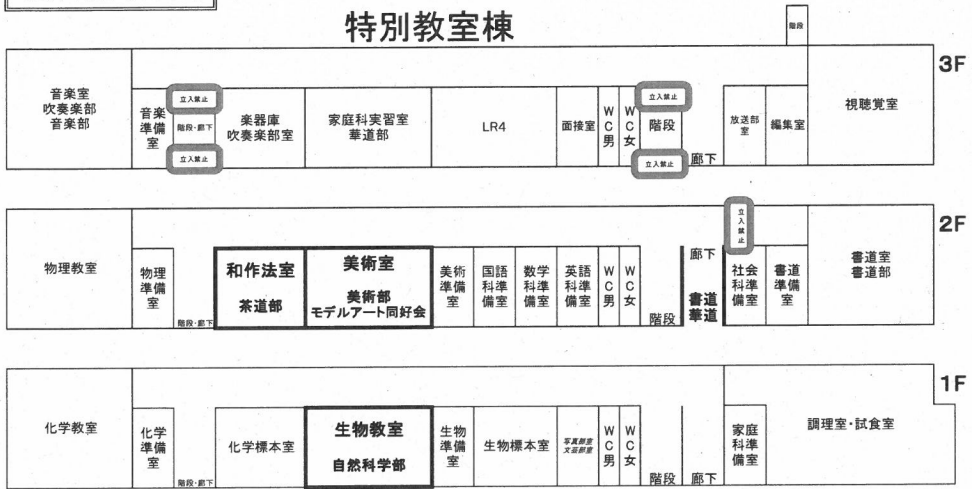 特別教室棟
階段
3F
音楽室
吹奏楽部
音楽部
音楽
準備
室
立入禁止
階段・廊下
立入禁止
楽器庫
吹奏楽部室
家庭科実習室
華道部
LR4
面接室
WC男
WC女
立入禁止
階段
立入禁止
廊下
放送部
室
編集室
視聴覚室
2F
物理教室
物理
準備
室
階段・廊下
和作法室
茶道部
美術室
美術部
モデルアート同好会
美術
準備
室
国語
科準
備室
数学
科準
備室
英語
科準
備室
WC男
WC女
階段
廊下
書道
華道
立入禁止
社会
科準
備室
書道
準備
室
書道室
書道部
1F
化学教室
化学
準備
室
階段・廊下
化学標本室
生物教室
自然科学部
生物
準備
室
生物標本室
写真部室
文芸部室
WC男
WC女
階段
廊下
家庭
科準
備室
調理室・試食室